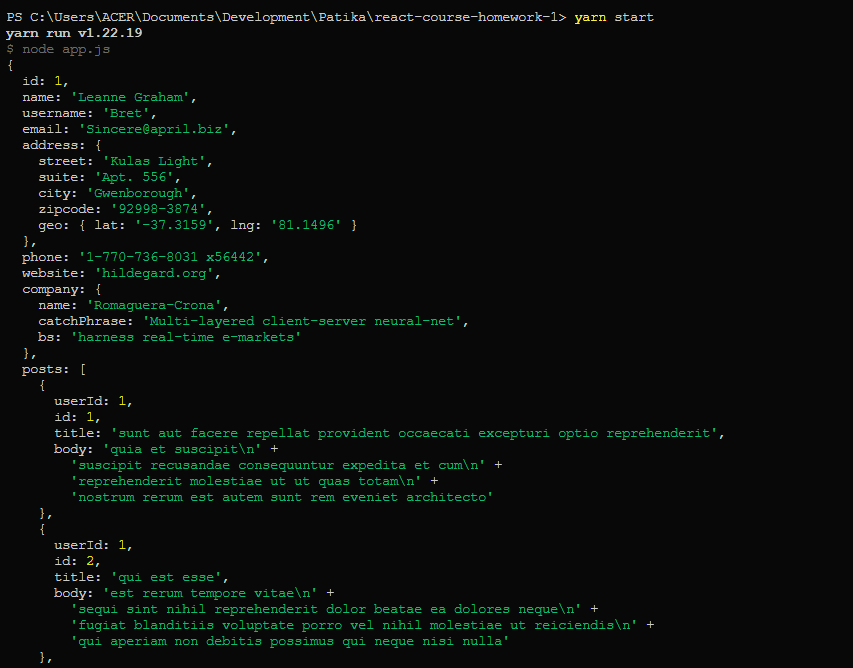 PS C:\Users\ACER\Documents\Development\Patika\react-course-homework-1> yarn start
yarn run v1.22.19
$ node app.js
{
  id: 1,
  name: 'Leanne Graham',
  username: 'Bret',
  email: 'Sincere@april.biz',
  address: {
    street: 'Kulas Light',
    suite: 'Apt. 556',
    city: 'Gwenborough',
    zipcode: '92998-3874',
    geo: { lat: '-37.3159', lng: '81.1496' }
  },
  phone: '1-770-736-8031 x56442',
  website: 'hildegard.org',
  company: {
    name: 'Romaguera-Crona',
    catchPhrase: 'Multi-layered client-server neural-net',
    bs: 'harness real-time e-markets'
  },
  posts: [
    {
      userId: 1,
      id: 1,
      title: 'sunt aut facere repellat provident occaecati excepturi optio reprehenderit',
      body: 'quia et suscipit\n' +
        'suscipit recusandae consequuntur expedita et cum\n' +
        'reprehenderit molestiae ut ut quas totam\n' +
        'nostrum rerum est autem sunt rem eveniet architecto'
    },
    {
      userId: 1,
      id: 2,
      title: 'qui est esse',
      body: 'est rerum tempore vitae\n' +
        'sequi sint nihil reprehenderit dolor beatae ea dolores neque\n' +
        'fugiat blanditiis voluptate porro vel nihil molestiae ut reiciendis\n' +
        'qui aperiam non debitis possimus qui neque nisi nulla'
    },